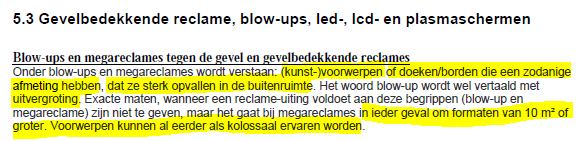 5.3 Gevelbedekkende reclame, blow-ups, led-, lcd- en plasmaschermen
Blow-ups en megareclames tegen de gevel en gevelbedekkende reclames
Onder blow-ups en megareclames wordt verstaan: (kunst-)voorwerpen of doeken/borden die een zodanige
afmeting hebben, dat ze sterk opvallen in de buitenruimte. Het woord blow-up wordt wel vertaald met
uitvergroting. Exacte maten, wanneer een reclame-uiting voldoet aan deze begrippen (blow-up en
megareclame) zijn niet te geven, maar het gaat bij megareclames in ieder geval om formaten van 10 m² of
groter. Voorwerpen kunnen al eerder als kolossaal ervaren worden.